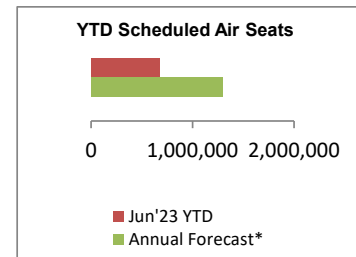 YTD Scheduled Air Seats
0 1,000,000 2,000,000
Jun'23 YTD
Annual Forecast*